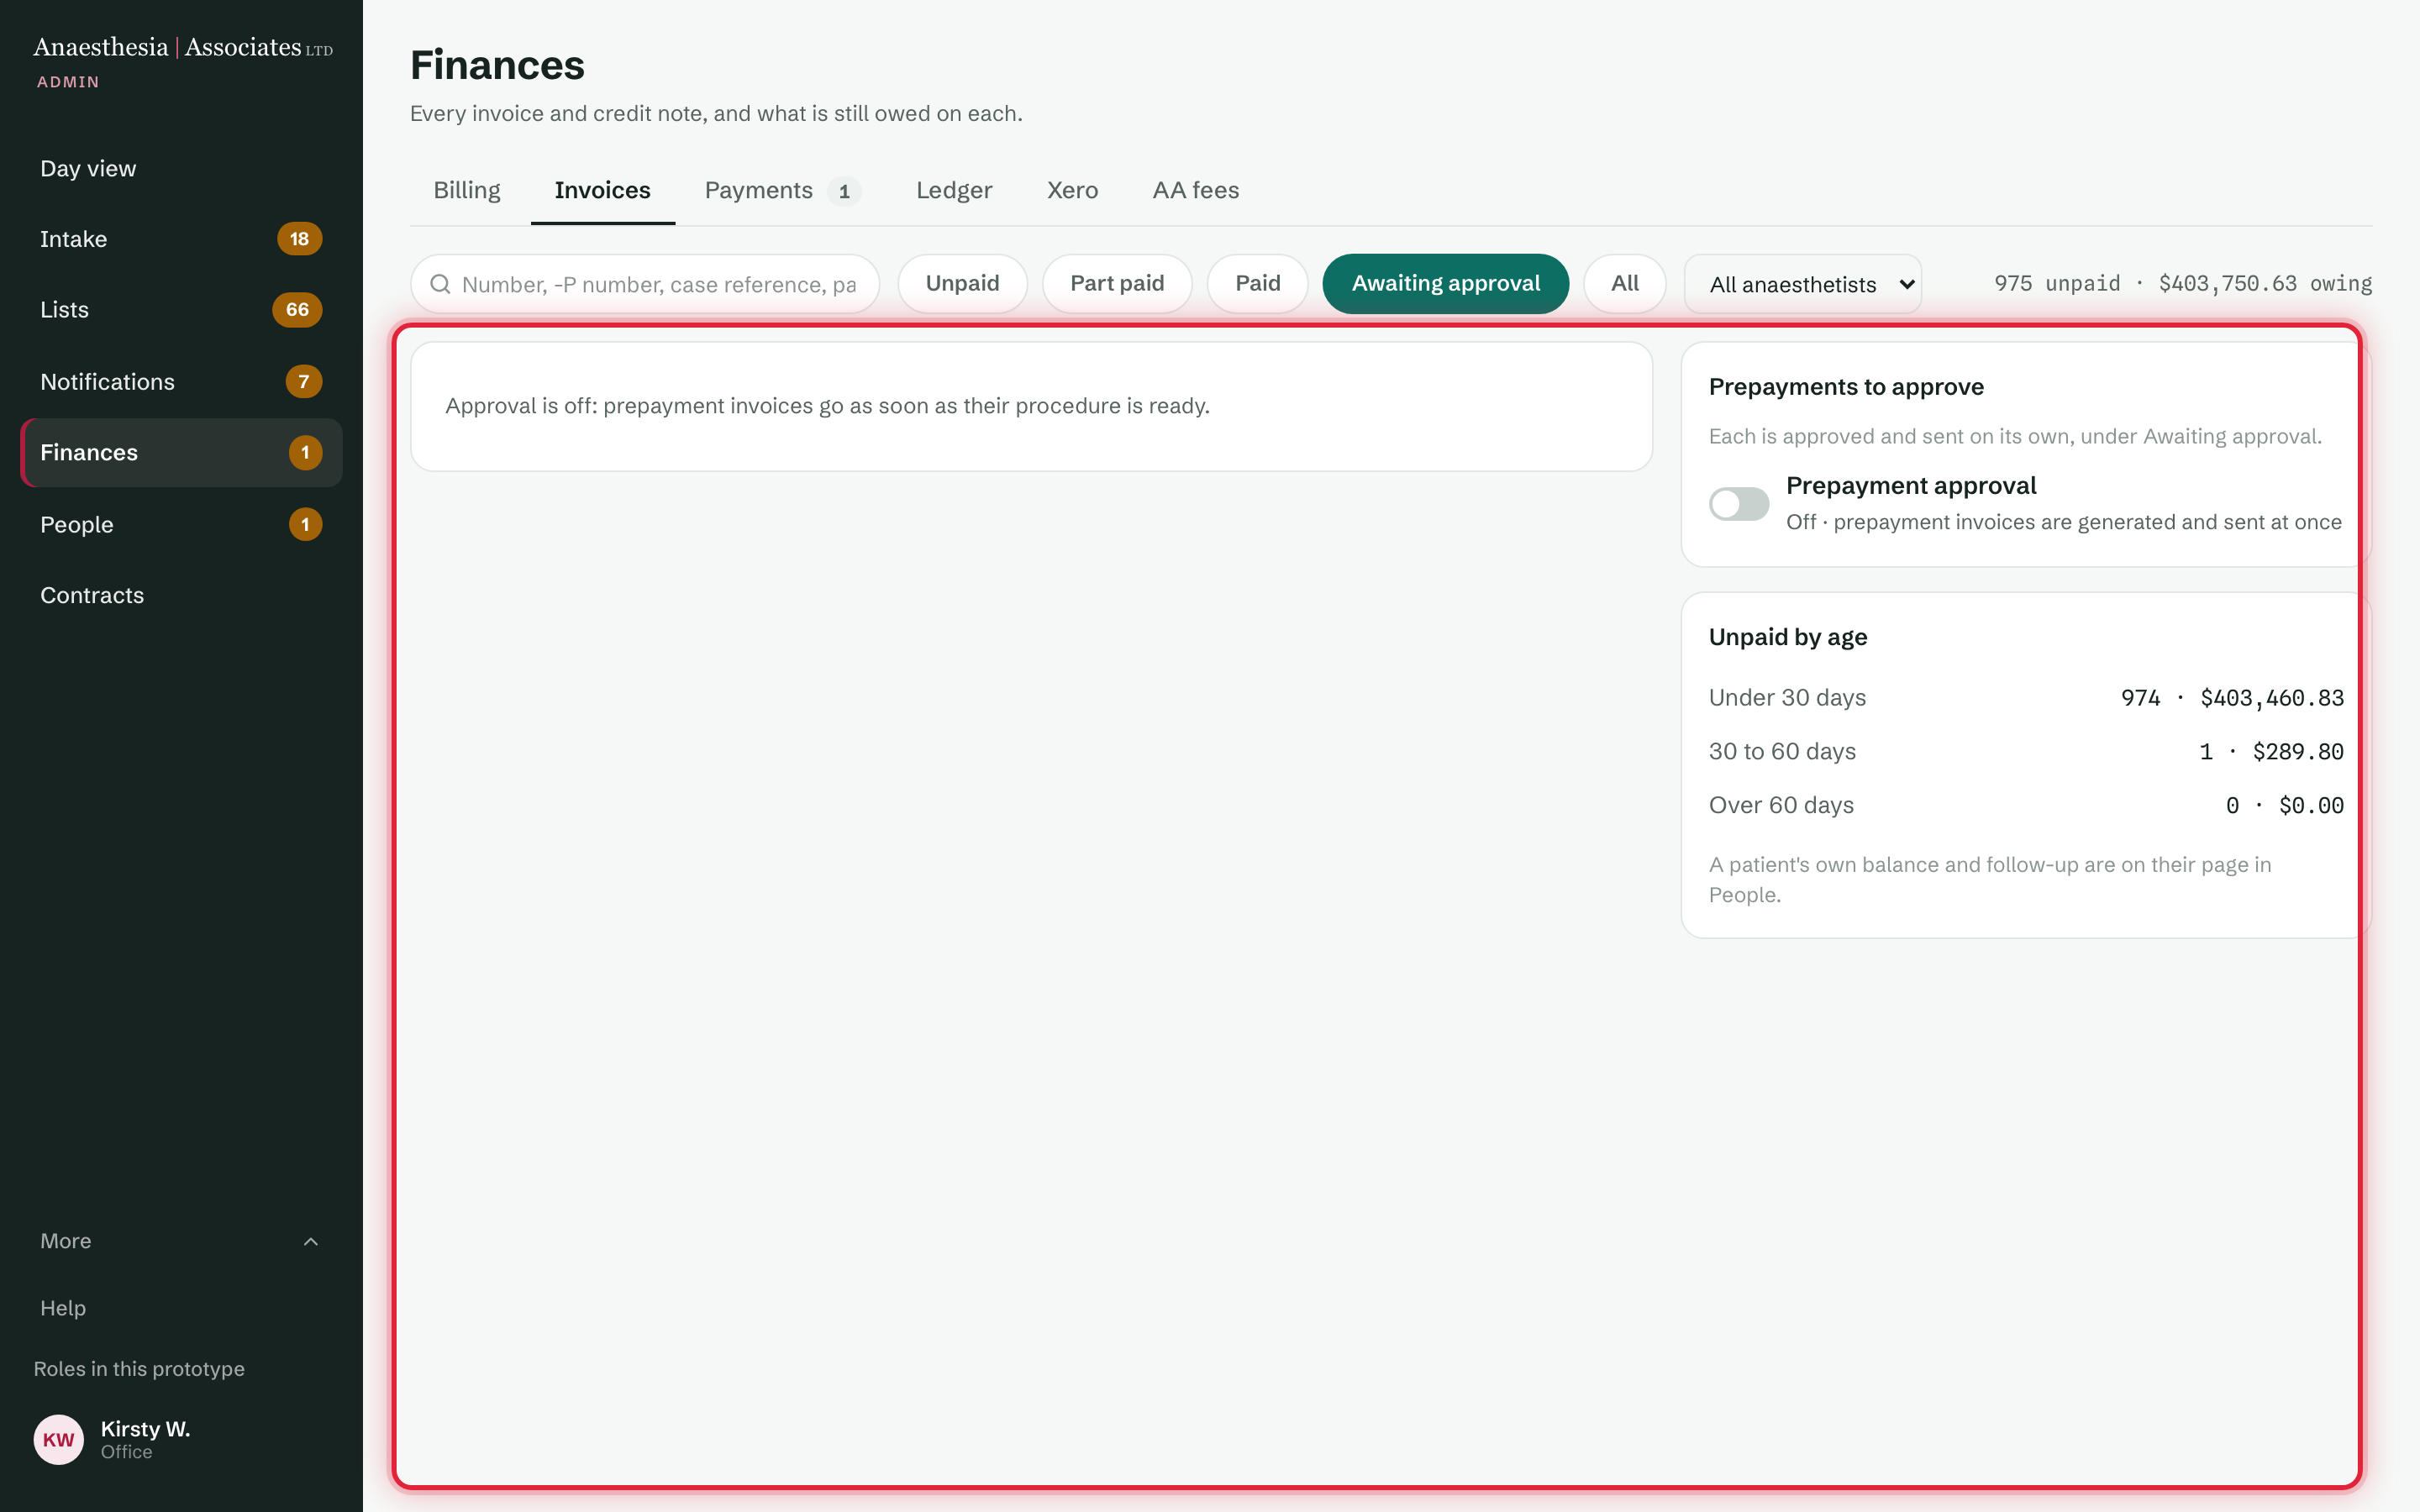 Anaesthesia | Associates LTD
ADMIN
Day view
Intake 18
Lists 66
Notifications 7
Finances 1
People 1
Contracts
More
Help
Roles in this prototype
KW
Kirsty W.
Office
Finances
Every invoice and credit note, and what is still owed on each.
Billing Invoices Payments 1 Ledger Xero AA fees
Number, -P number, case reference, pa Unpaid Part paid Paid Awaiting approval All All anaesthetists 975 unpaid · $403,750.63 owing
Approval is off: prepayment invoices go as soon as their procedure is ready.
Prepayments to approve
Each is approved and sent on its own, under Awaiting approval.
Prepayment approval
Off · prepayment invoices are generated and sent at once
Unpaid by age
Under 30 days 974 · $403,460.83
30 to 60 days 1 · $289.80
Over 60 days 0 · $0.00
A patient's own balance and follow-up are on their page in
People.